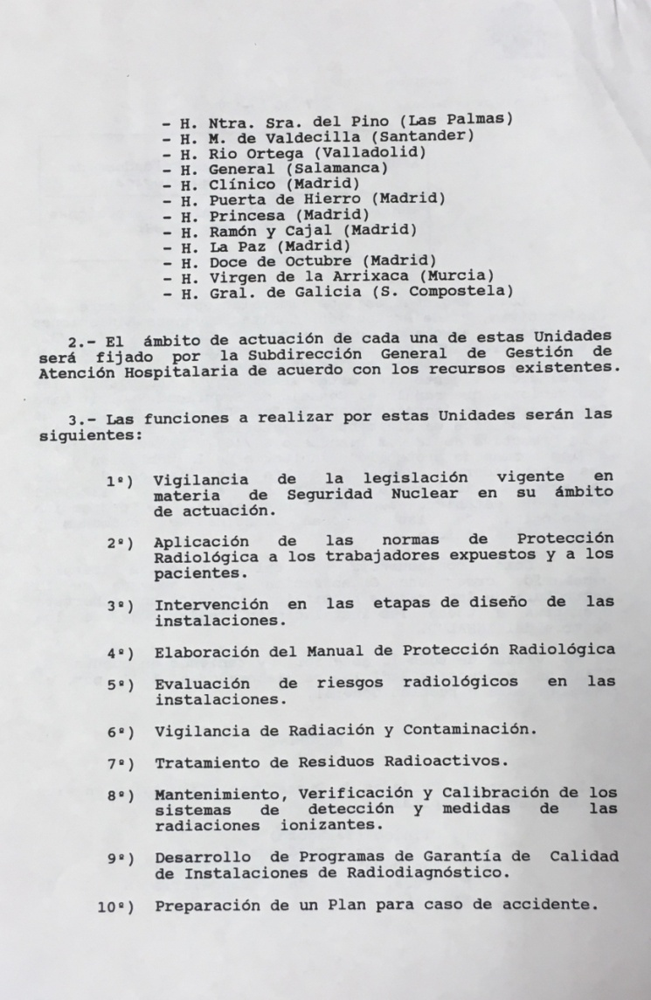 - H. Ntra. Sra. del Pino (Las Palmas)
- H. M. de Valdecilla (Santander)
- H. Rio Ortega (Valladolid)
- H. General (Salamanca)
- H. Clínico (Madrid)
- H. Puerta de Hierro (Madrid)
- H. Princesa (Madrid)
- H. Ramón y Cajal (Madrid)
- H. La Paz (Madrid)
- H. Doce de Octubre (Madrid)
- H. Virgen de la Arrixaca (Murcia)
- H. Gral. de Galicia (S. Compostela)
2.- El ámbito de actuación de cada una de estas Unidades
será fijado por la Subdirección General de Gestión de
Atención Hospitalaria de acuerdo con los recursos existentes.
3.- Las funciones a realizar por estas Unidades serán las
siguientes:
1º) Vigilancia de la legislación vigente en
materia de Seguridad Nuclear en su ámbito
de actuación.
2º) Aplicación de las normas de Protección
Radiológica a los trabajadores expuestos y a los
pacientes.
3º) Intervención en las etapas de diseño de las
instalaciones.
4º) Elaboración del Manual de Protección Radiológica
5º) Evaluación de riesgos radiológicos en las
instalaciones.
6º) Vigilancia de Radiación y Contaminación.
7º) Tratamiento de Residuos Radioactivos.
8º) Mantenimiento, Verificación y Calibración de los
sistemas de detección y medidas de las
radiaciones ionizantes.
9º) Desarrollo de Programas de Garantía de Calidad
de Instalaciones de Radiodiagnóstico.
10º) Preparación de un Plan para caso de accidente.